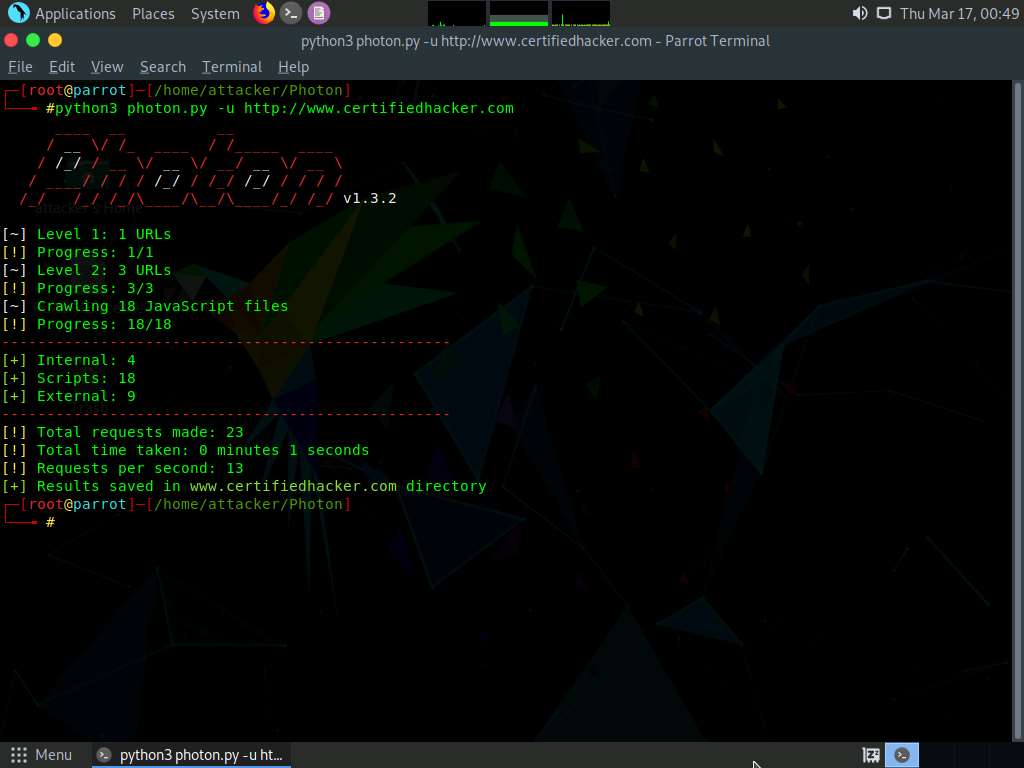 Applications Places System Thu Mar 17, 00:49
python3 photon.py -u http://www.certifiedhacker.com - Parrot Terminal
File Edit View Search Terminal Help
┌─[root@parrot]─[/home/attacker/Photon]
└──╼ #python3 photon.py -u http://www.certifiedhacker.com
Photon
v1.3.2
attacker's Home
[~] Level 1: 1 URLs
[!] Progress: 1/1
[~] Level 2: 3 URLs
[!] Progress: 3/3
[~] Crawling 18 JavaScript files
[!] Progress: 18/18
--------------------------------------------------
[+] Internal: 4
[+] Scripts: 18
[+] External: 9
--------------------------------------------------
[!] Total requests made: 23
[!] Total time taken: 0 minutes 1 seconds
[!] Requests per second: 13
[+] Results saved in www.certifiedhacker.com directory
┌─[root@parrot]─[/home/attacker/Photon]
└──╼ #
Menu python3 photon.py -u ht...